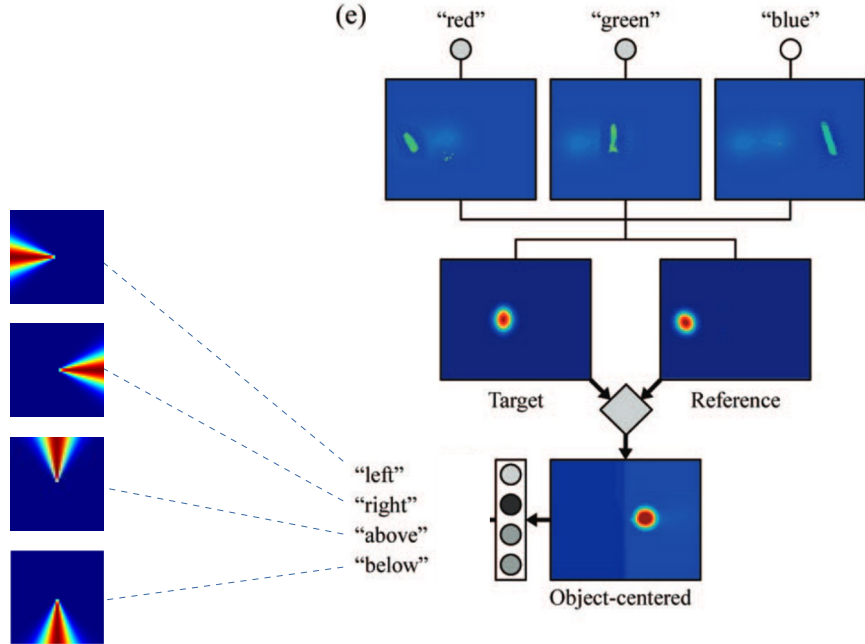 (e)
“red”
“green”
“blue”
Target
Reference
“left”
“right”
“above”
“below”
Object-centered